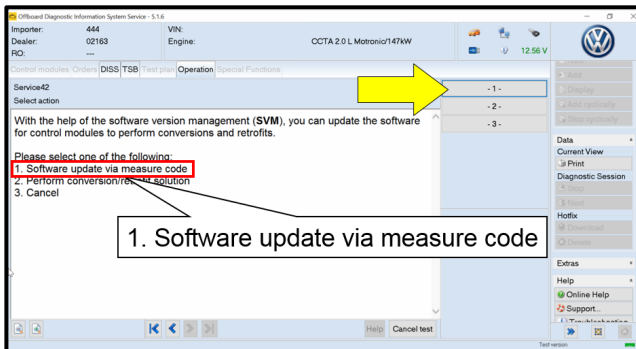 Offboard Diagnostic Information System Service - 5.1.6
Importer: 444 VIN:
Dealer: 02163 Engine: CCTA 2.0 L Motronic/147kW
RO: --- 12.56 V
Control modules Orders DISS TSB Test plan Operation Special Functions
Service42
Select action
With the help of the software version management (SVM), you can update the software
for control modules to perform conversions and retrofits.
Please select one of the following:
1. Software update via measure code
2. Perform conversion/retrofit solution
3. Cancel
1. Software update via measure code
- 1 -
- 2 -
- 3 -
Help Cancel test
Add
Display
Add cyclically
Stop cyclically
Data
Current View
Print
Diagnostic Session
Stop
Next
Hotfix
Download
Delete
Extras
Help
Online Help
Support...
Test version